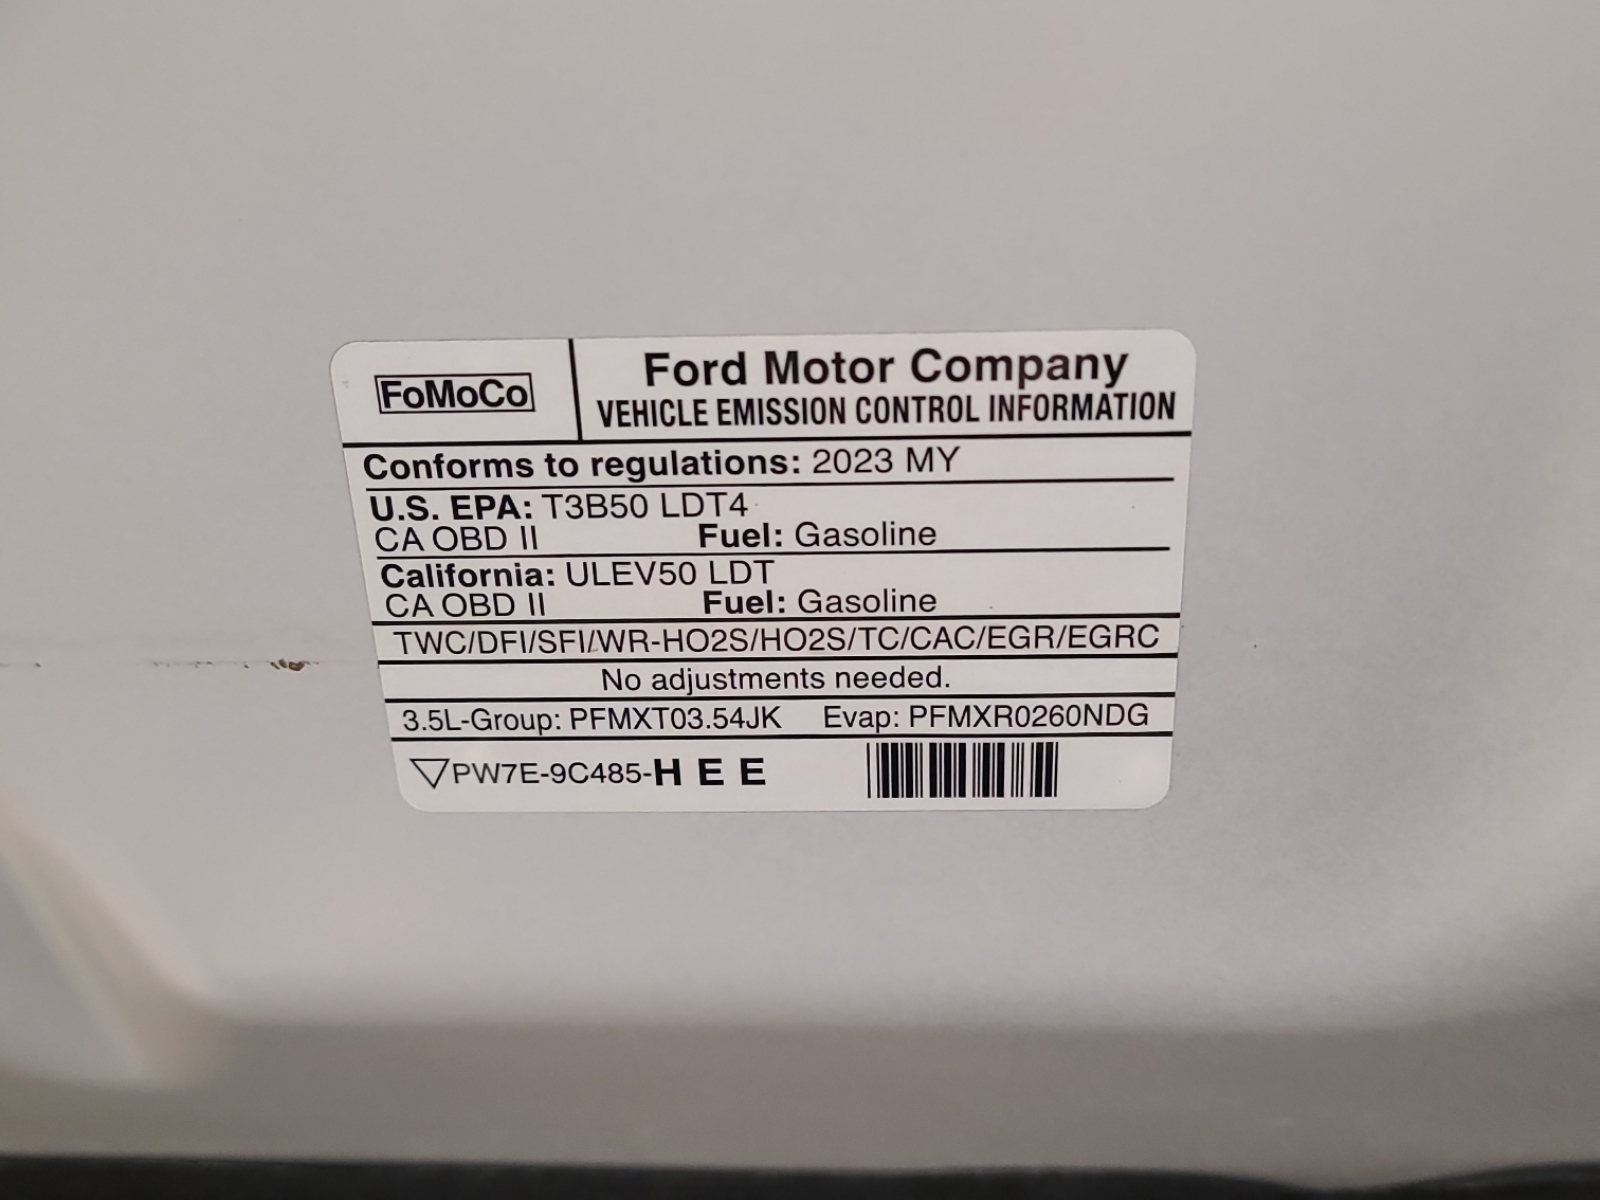 FoMoCo
Ford Motor Company
VEHICLE EMISSION CONTROL INFORMATION
Conforms to regulations: 2023 MY
U.S. EPA: T3B50 LDT4
CA OBD II Fuel: Gasoline
California: ULEV50 LDT
CA OBD II Fuel: Gasoline
TWC/DFI/SFI/WR-HO2S/HO2S/TC/CAC/EGR/EGRC
No adjustments needed.
3.5L-Group: PFMXT03.54JK Evap: PFMXR0260NDG
PW7E-9C485-H E E